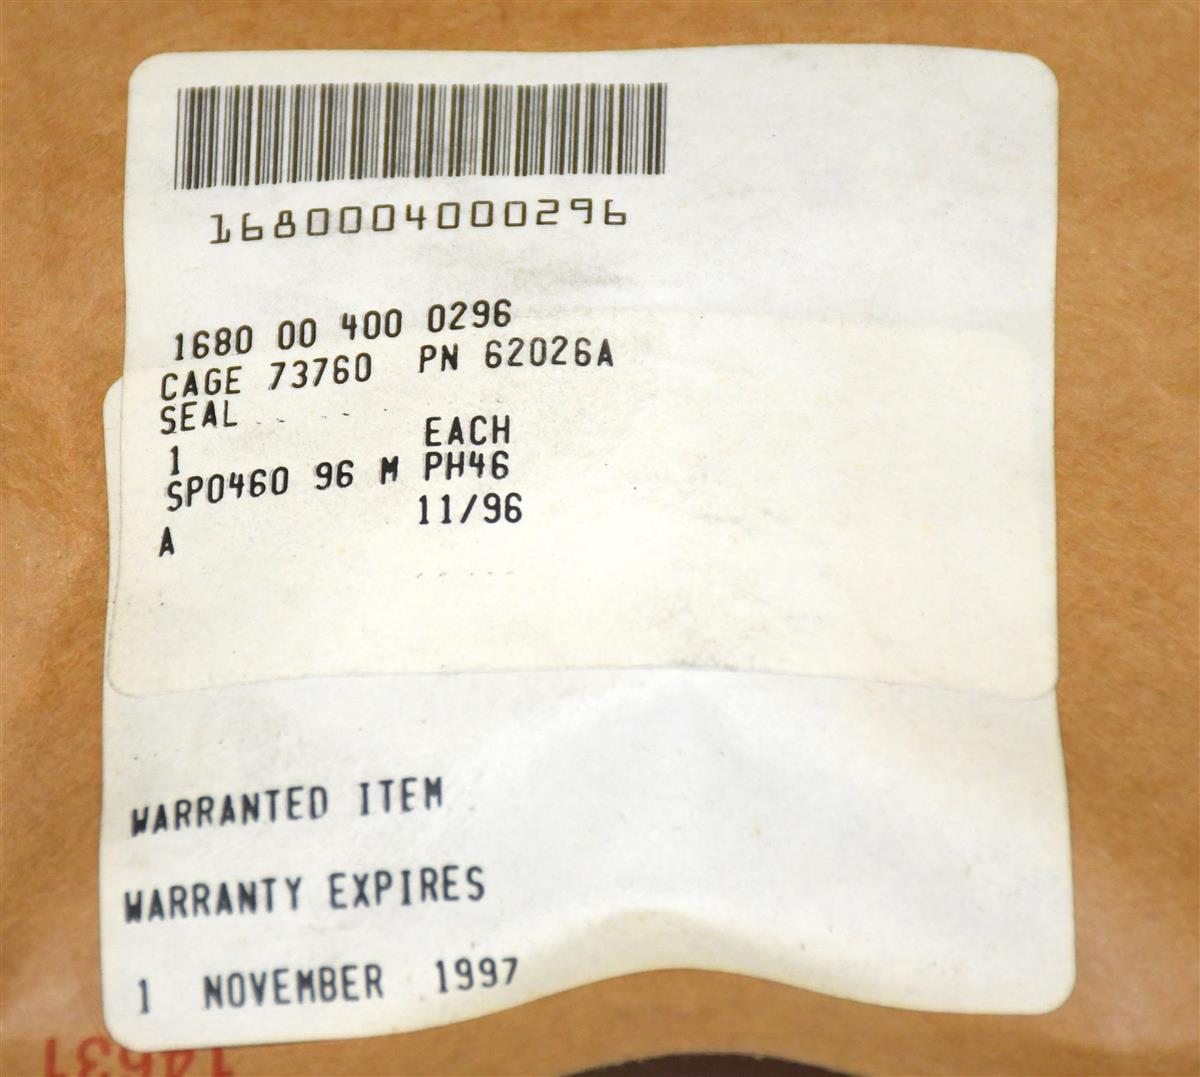 1680004000296
1680 00 400 0296
CAGE 73760 PN 62026A
SEAL
1 EACH
SP0460 96 M PH46
A 11/96
WARRANTED ITEM
WARRANTY EXPIRES
1 NOVEMBER 1997
14631